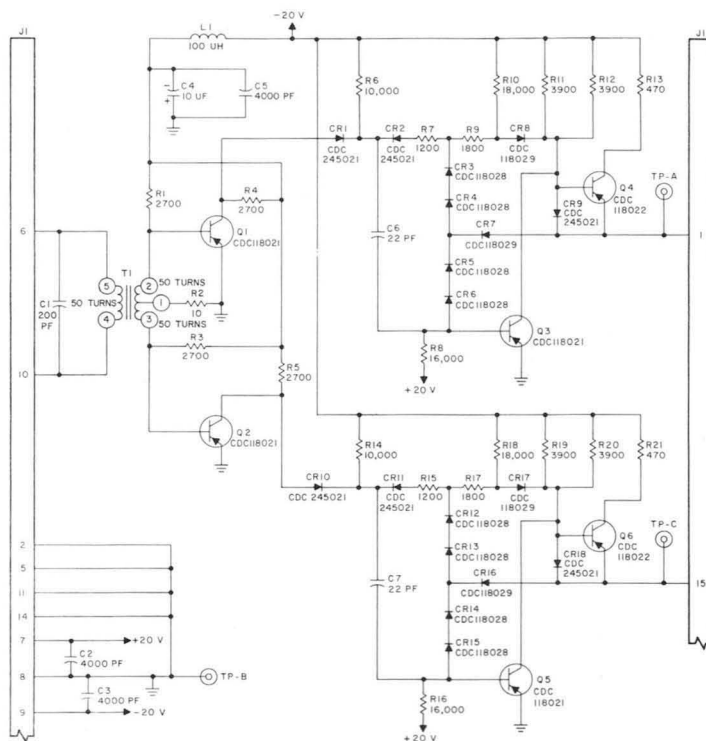 J1
J1
-20 V
L1
100 UH
C4
10 UF
C5
4000 PF
R6
10,000
R10
18,000
R11
3900
R12
3900
R13
470
CR1
CDC
245021
CR2
CDC
245021
R7
1200
R9
1800
CR8
CDC
118029
R1
2700
R4
2700
Q1
CDC118021
CR3
CDC118028
CR4
CDC118028
CR7
CDC118029
CR9
CDC
245021
Q4
CDC
118022
TP-A
6
1
C6
22 PF
T1
5
50 TURNS
2
50 TURNS
1
R2
10
4
3
50 TURNS
C1
200
PF
CR5
CDC118028
CR6
CDC118028
R3
2700
R5
2700
R8
16,000
+20 V
Q3
CDC118021
10
Q2
CDC118021
R14
10,000
R18
18,000
R19
3900
R20
3900
R21
470
CR10
CDC 245021
CR11
CDC
245021
R15
1200
R17
1800
CR17
CDC
118029
CR12
CDC118028
CR13
CDC118028
CR16
CDC118029
CR18
CDC
245021
Q6
CDC
118022
TP-C
15
C7
22 PF
CR14
CDC118028
CR15
CDC118028
Q5
CDC
118021
R16
16,000
+20 V
2
5
11
14
7
+20 V
C2
4000 PF
8
TP-B
C3
4000 PF
9
-20 V